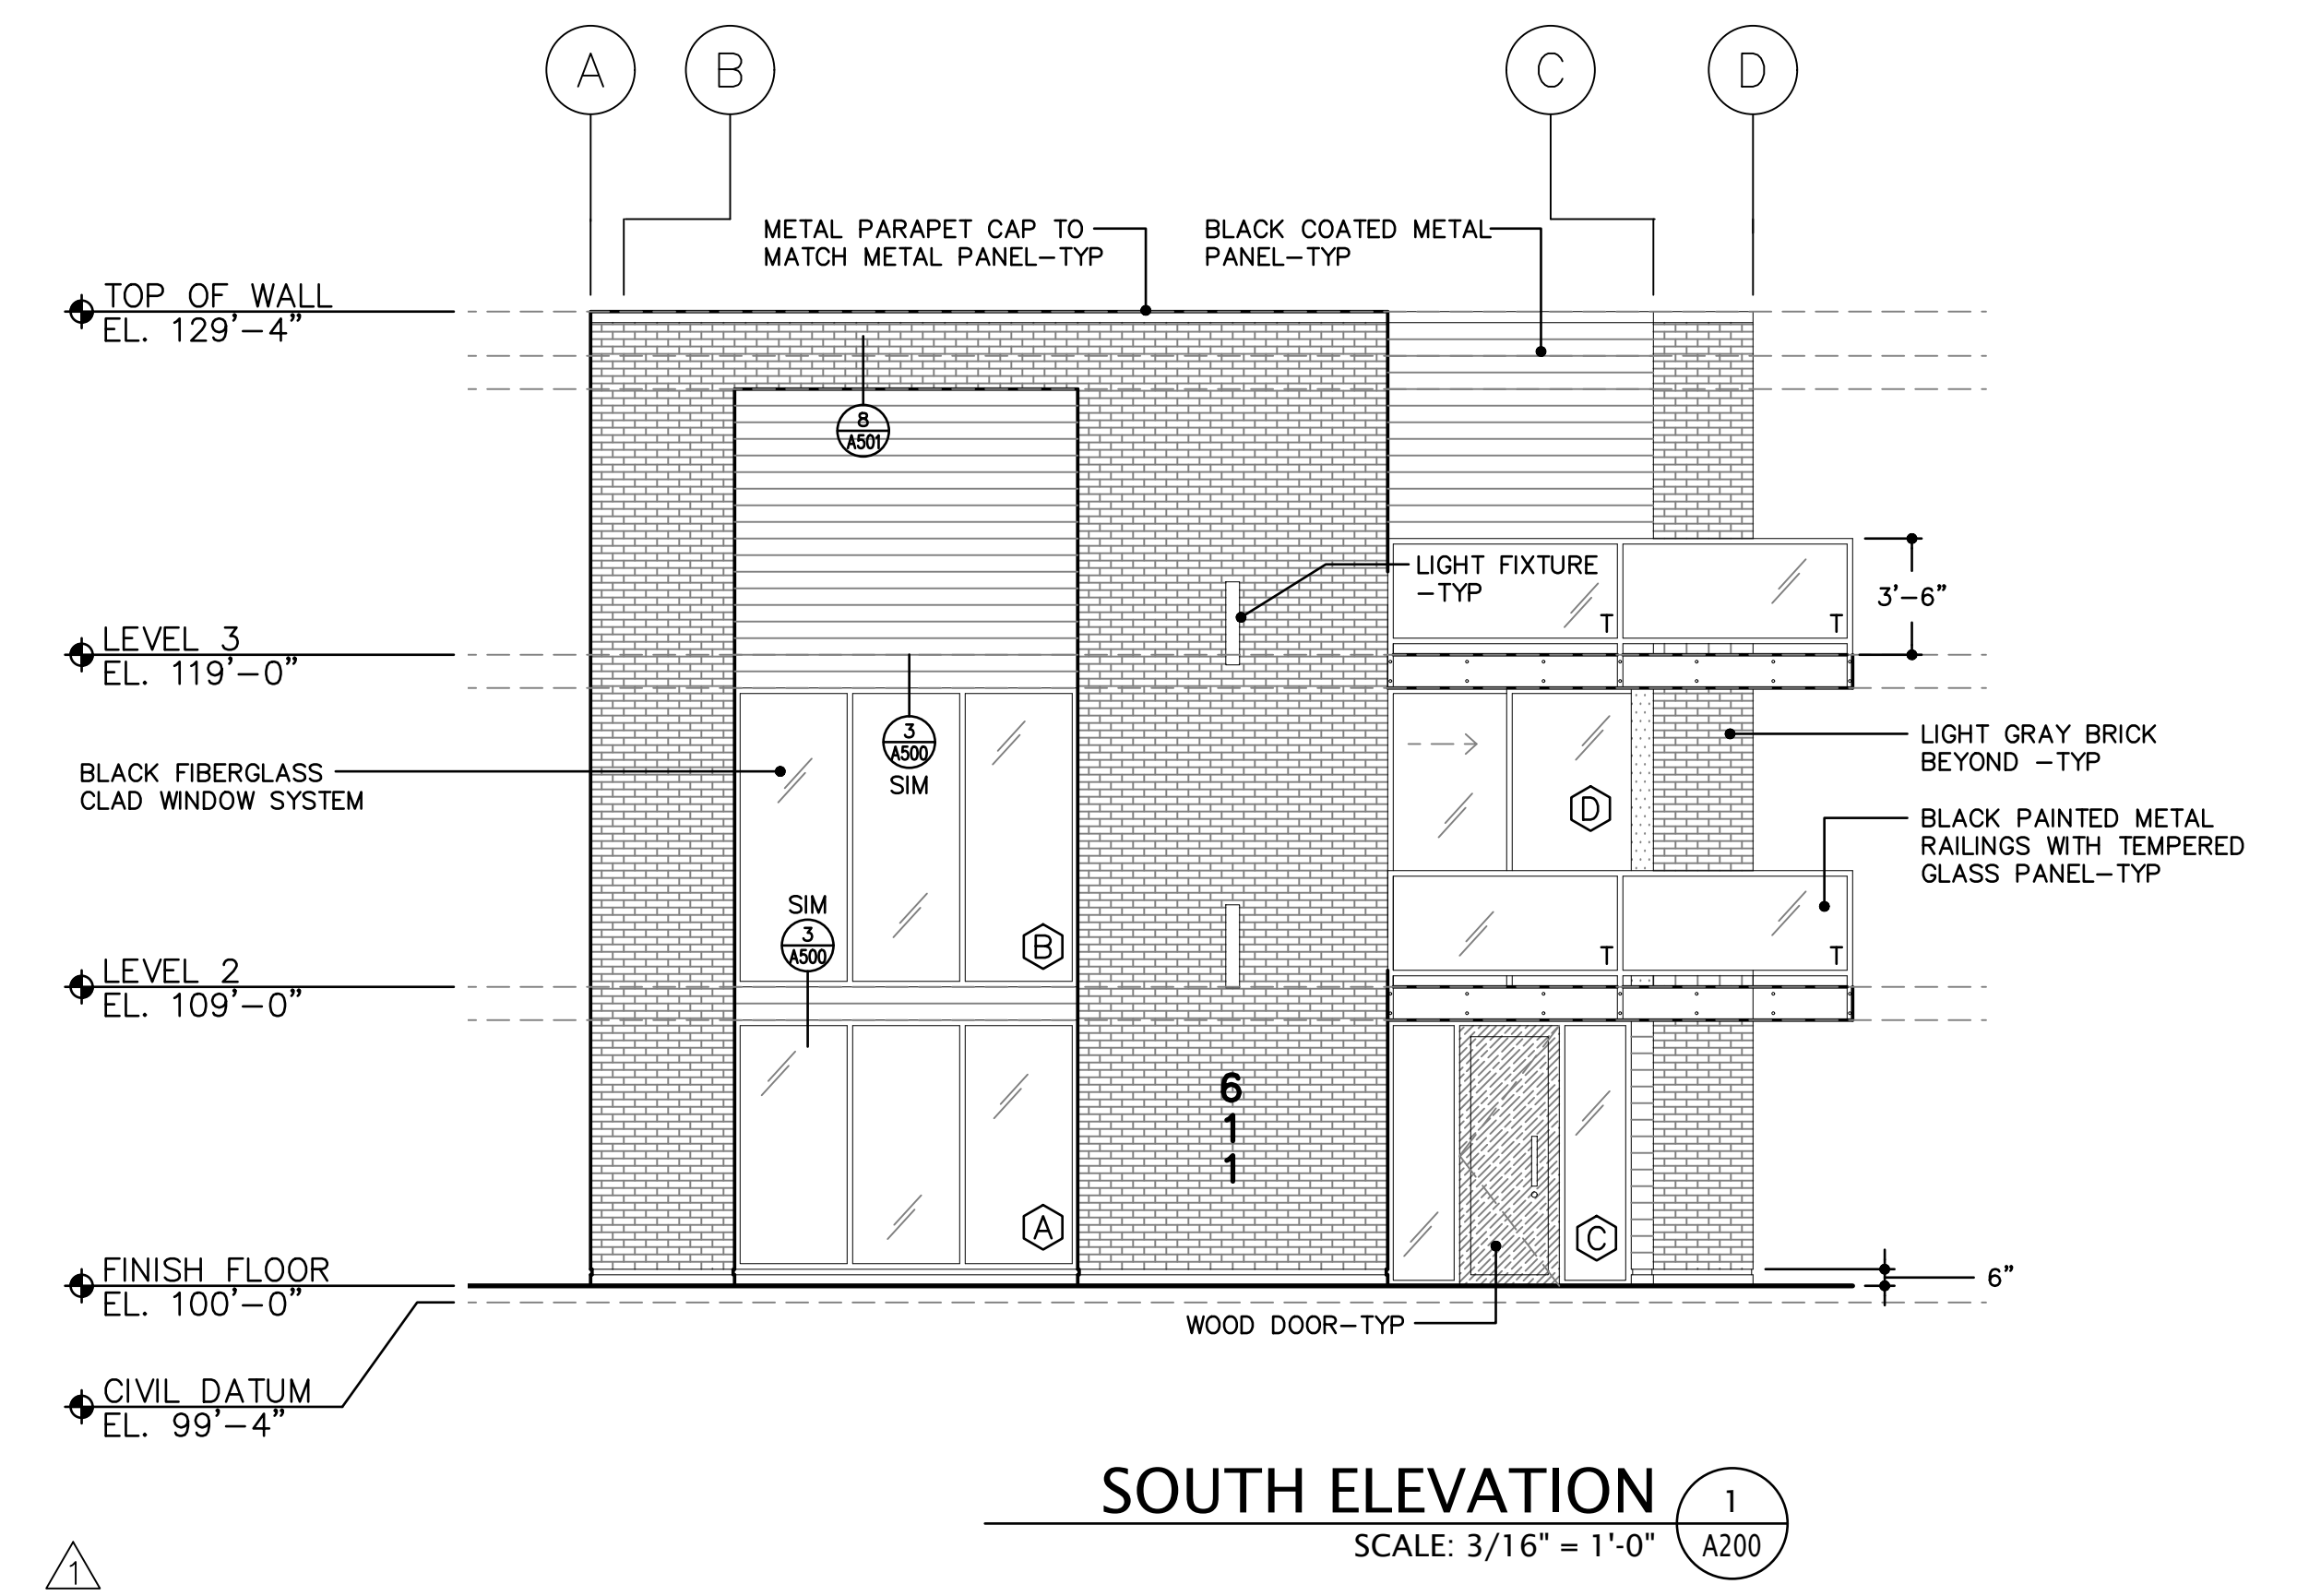 A
B
C
D
METAL PARAPET CAP TO
MATCH METAL PANEL-TYP
BLACK COATED METAL
PANEL-TYP
TOP OF WALL
EL. 129'-4"
8
A501
LIGHT FIXTURE
-TYP
3'-6"
T
T
LEVEL 3
EL. 119'-0"
3
A500
SIM
LIGHT GRAY BRICK
BEYOND -TYP
BLACK FIBERGLASS
CLAD WINDOW SYSTEM
D
BLACK PAINTED METAL
RAILINGS WITH TEMPERED
GLASS PANEL-TYP
SIM
3
A500
B
T
T
LEVEL 2
EL. 109'-0"
6
1
1
A
C
FINISH FLOOR
EL. 100'-0"
6"
WOOD DOOR-TYP
CIVIL DATUM
EL. 99'-4"
SOUTH ELEVATION
SCALE: 3/16" = 1'-0"
1
A200
1